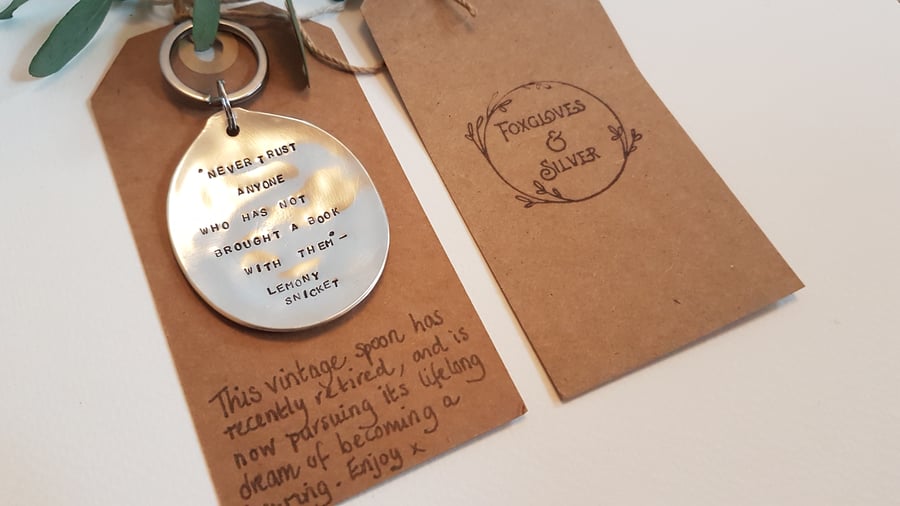 "NEVER TRUST
ANYONE
WHO HAS NOT
BROUGHT A BOOK
WITH THEM" –
LEMONY
SNICKET
This vintage spoon has
recently retired, and is
now pursuing its lifelong
dream of becoming a
. Enjoy x
FOXGLOVES
&
SILVER